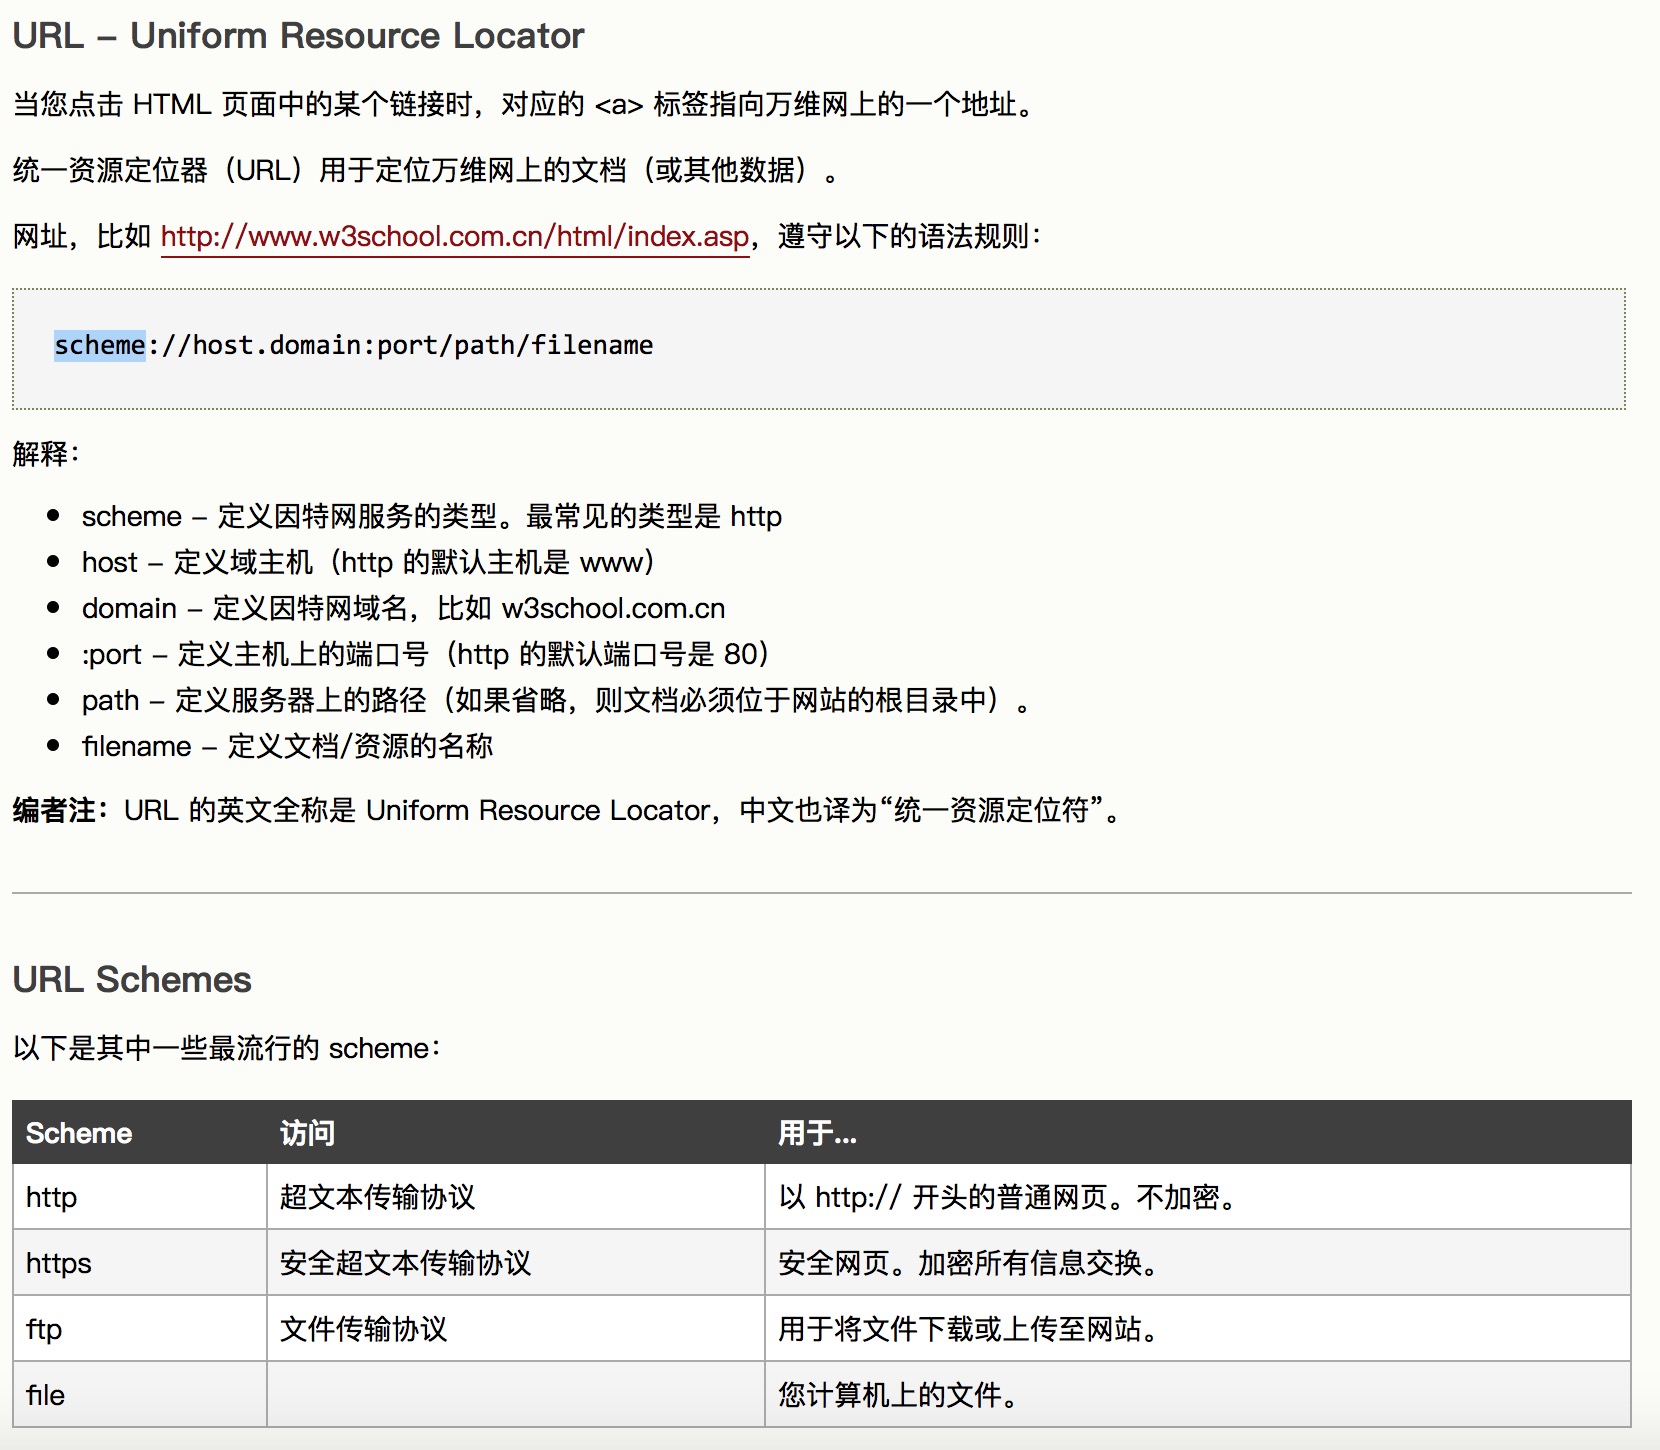 URL – Uniform Resource Locator
当您点击 HTML 页面中的某个链接时，对应的 <a> 标签指向万维网上的一个地址。
统一资源定位器（URL）用于定位万维网上的文档（或其他数据）。
网址，比如 http://www.w3school.com.cn/html/index.asp，遵守以下的语法规则：
scheme://host.domain:port/path/filename
解释：
• scheme – 定义因特网服务的类型。最常见的类型是 http
• host – 定义域主机（http 的默认主机是 www）
• domain – 定义因特网域名，比如 w3school.com.cn
• :port – 定义主机上的端口号（http 的默认端口号是 80）
• path – 定义服务器上的路径（如果省略，则文档必须位于网站的根目录中）。
• filename – 定义文档/资源的名称
编者注：URL 的英文全称是 Uniform Resource Locator，中文也译为“统一资源定位符”。
URL Schemes
以下是其中一些最流行的 scheme：
Scheme 访问 用于...
http 超文本传输协议 以 http:// 开头的普通网页。不加密。
https 安全超文本传输协议 安全网页。加密所有信息交换。
ftp 文件传输协议 用于将文件下载或上传至网站。
file 您计算机上的文件。